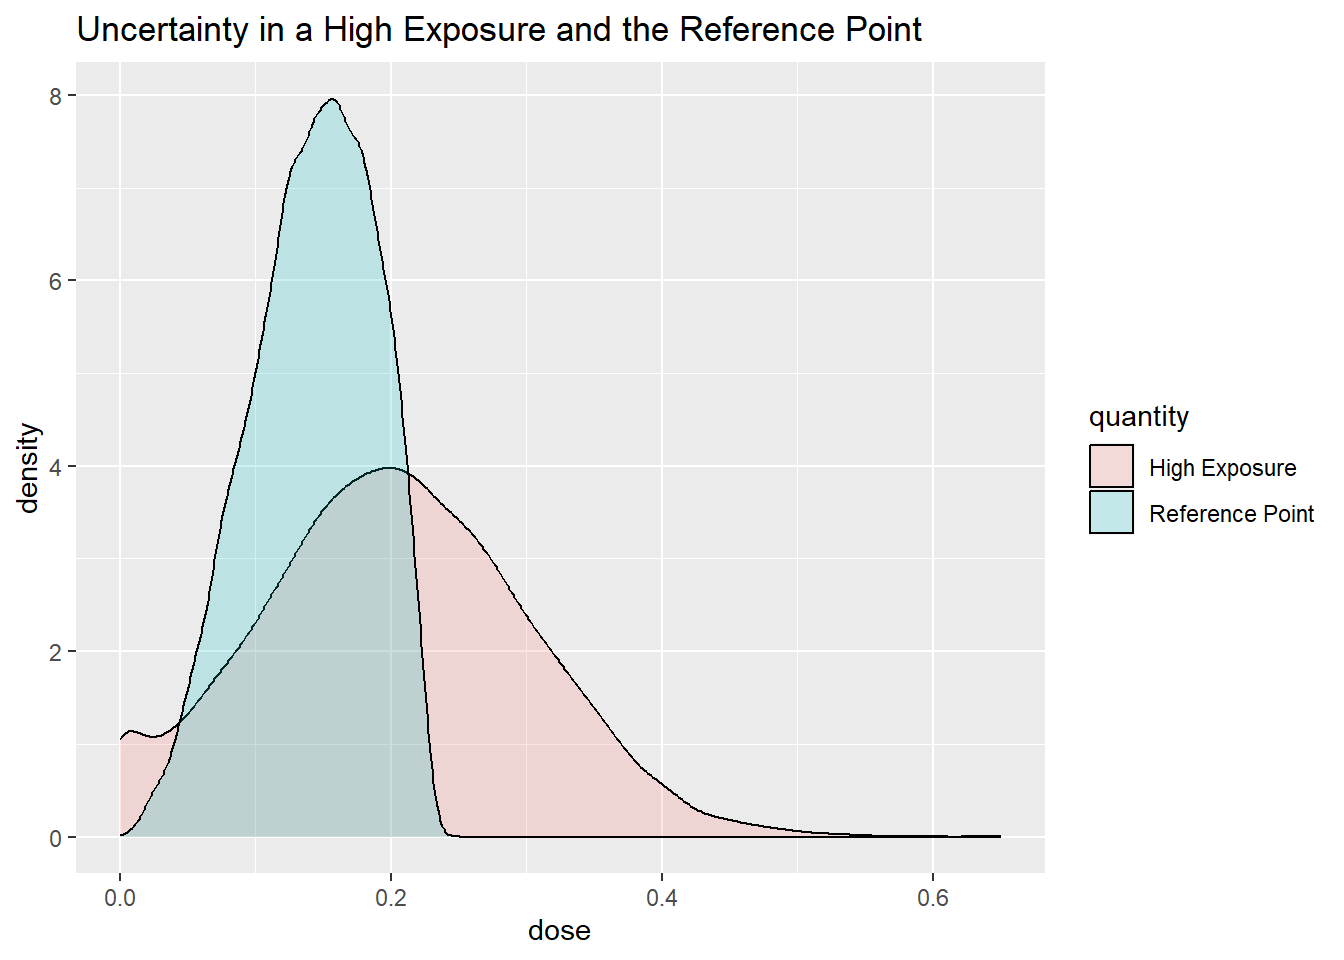 Uncertainty in a High Exposure and the Reference Point
8
6
4
2
0
density
0.0 0.2 0.4 0.6
dose
quantity
High Exposure
Reference Point